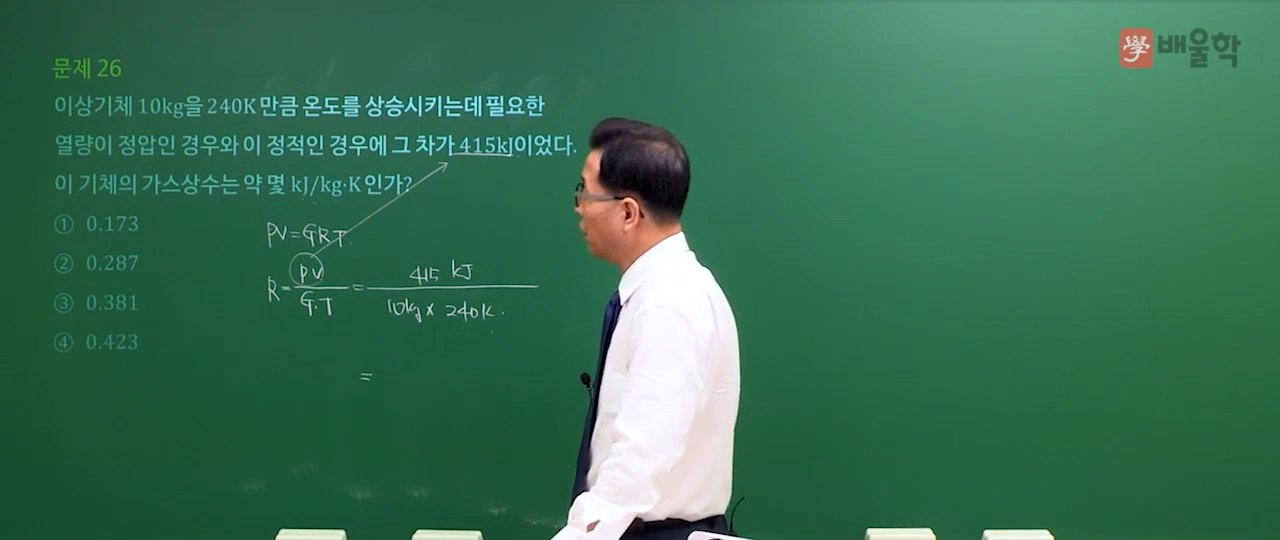 學 배울학
문제 26
이상기체 10kg을 240K 만큼 온도를 상승시키는데 필요한
열량이 정압인 경우와 이 정적인 경우에 그 차가 415kJ이었다.
이 기체의 가스상수는 약 몇 kJ/kg·K 인가?
① 0.173
② 0.287
③ 0.381
④ 0.423
PV=GRT.
R= PV / G.T = 415 kJ / 10kg x 240K.
=